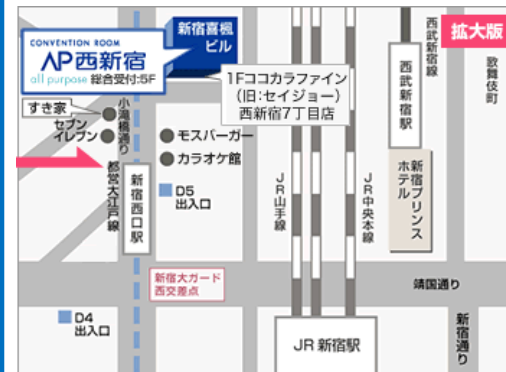 拡大版
CONVENTION ROOM
AP西新宿
all purpose 総合受付:5F
新宿喜楓
ビル
1Fココカラファイン
(旧:セイジョー)
西新宿7丁目店
すき家
セブン
イレブン
小滝橋通り
モスバーガー
カラオケ館
都営大江戸線
新宿西口駅
D5
出入口
JR山手線
JR中央本線
西武新宿線
西武新宿駅
新宿プリンス
ホテル
歌舞伎町
新宿大ガード
西交差点
靖国通り
D4
出入口
JR 新宿駅
新宿通り